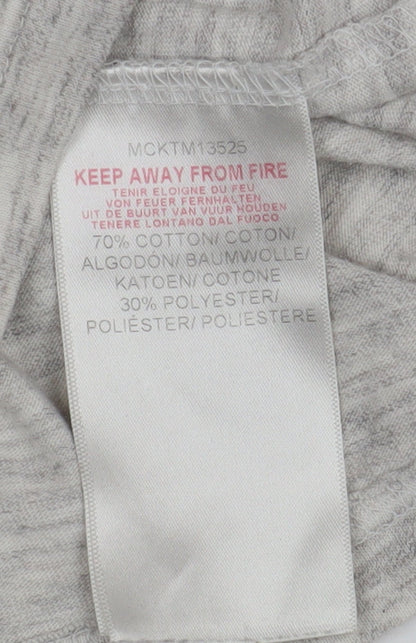 MCKTM13525
KEEP AWAY FROM FIRE
TENIR ELOIGNE DU FEU
VON FEUER FERNHALTEN
UIT DE BUURT VAN VUUR HOUDEN
TENERE LONTANO DAL FUOCO
70% COTTON/ COTON/
ALGODÓN/ BAUMWOLLE/
KATOEN/ COTONE
30% POLYESTER/
POLIÉSTER/ POLIESTERE